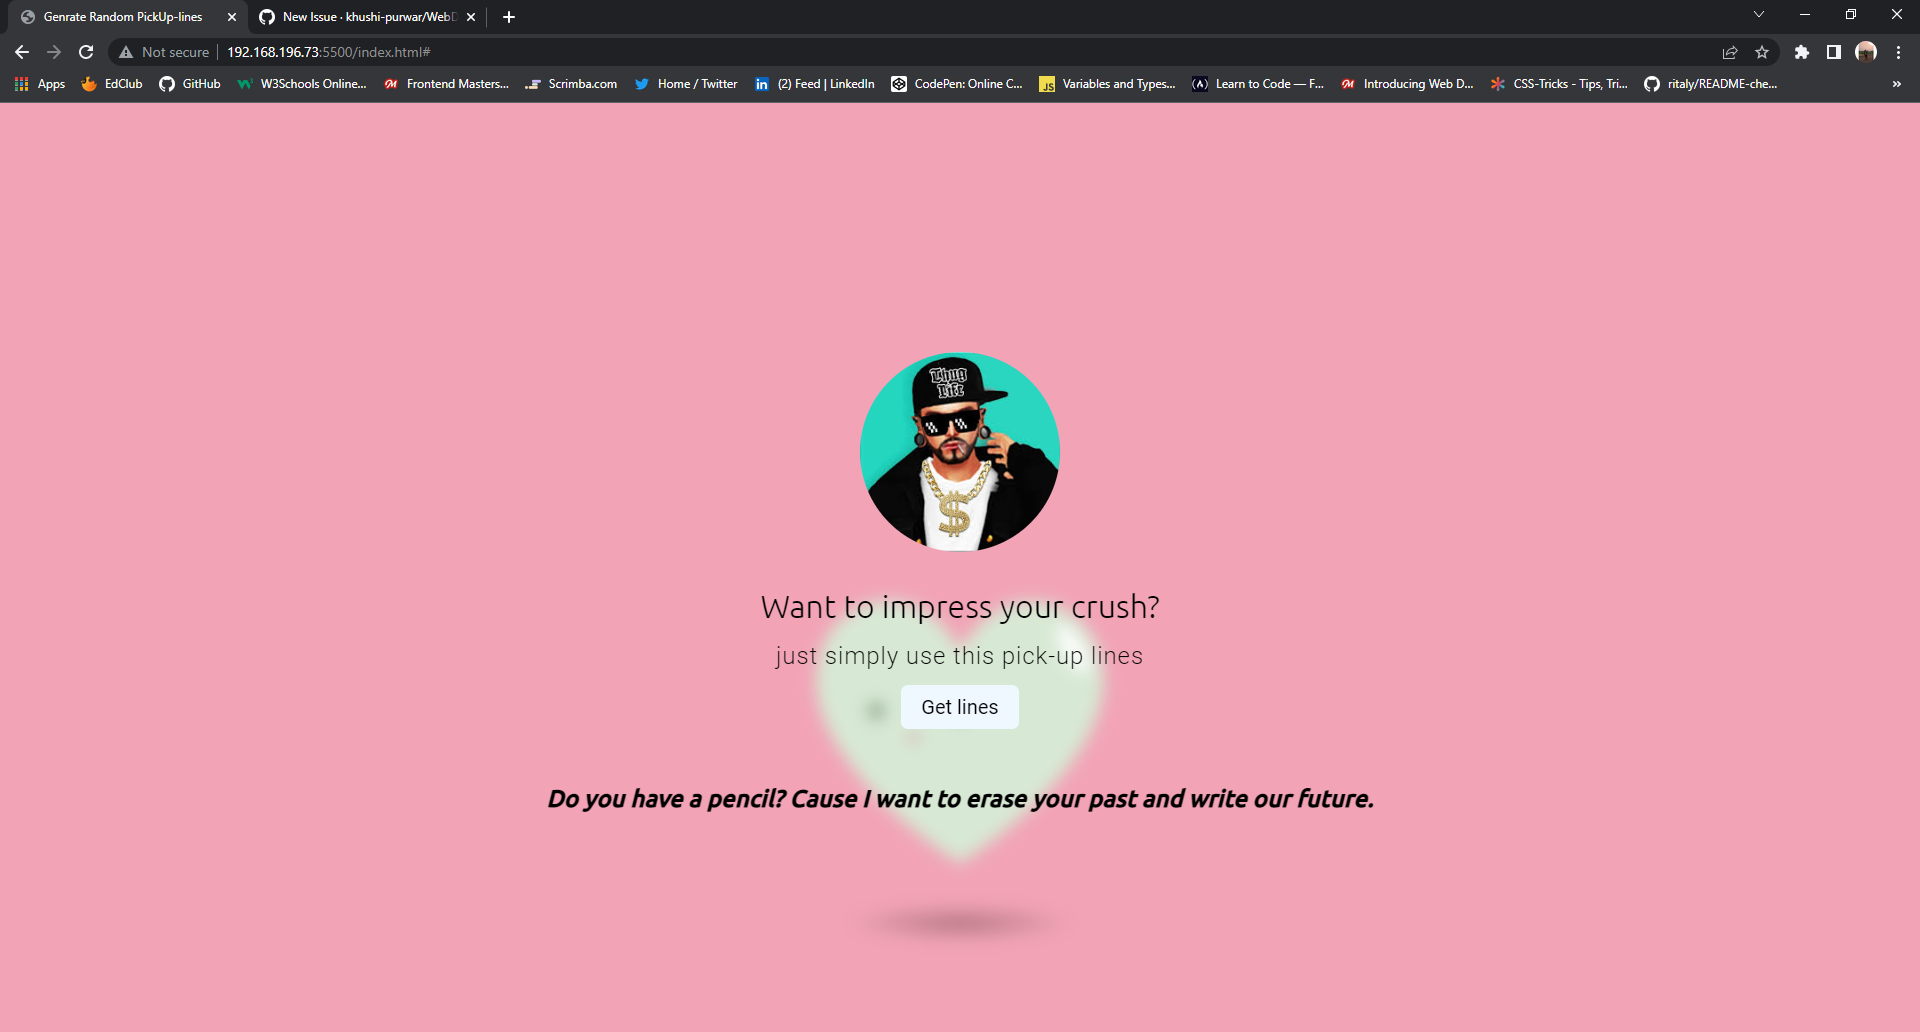 Genrate Random PickUp-lines
New Issue · khushi-purwar/WebD
Not secure 192.168.196.73:5500/index.html#
Apps EdClub GitHub W3Schools Online... Frontend Masters... Scrimba.com Home / Twitter (2) Feed | LinkedIn CodePen: Online C... JS Variables and Types... Learn to Code — F... Introducing Web D... CSS-Tricks - Tips, Tri... ritaly/README-che... »
Thug
Life
Want to impress your crush?
just simply use this pick-up lines
Get lines
Do you have a pencil? Cause I want to erase your past and write our future.